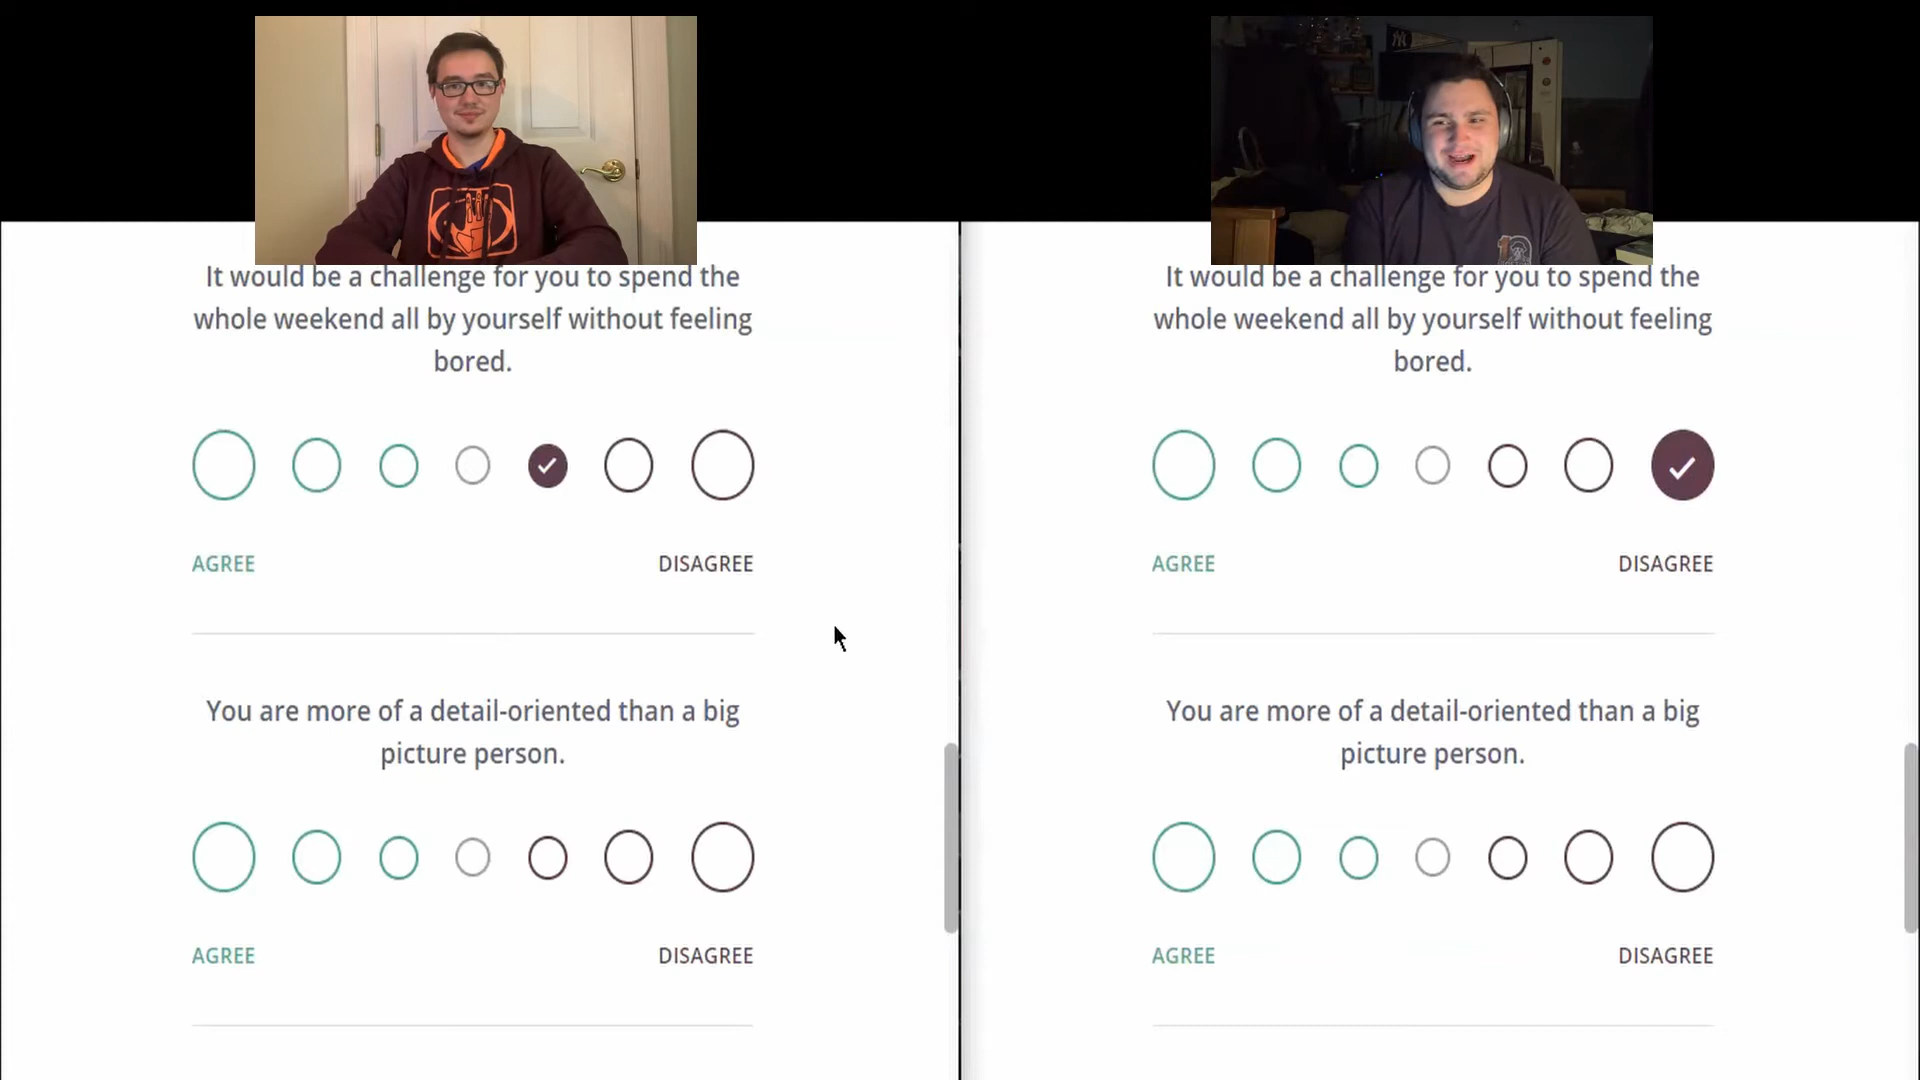 It would be a challenge for you to spend the
whole weekend all by yourself without feeling
bored.
AGREE
DISAGREE
You are more of a detail-oriented than a big
picture person.
AGREE
DISAGREE
It would be a challenge for you to spend the
whole weekend all by yourself without feeling
bored.
AGREE
DISAGREE
You are more of a detail-oriented than a big
picture person.
AGREE
DISAGREE